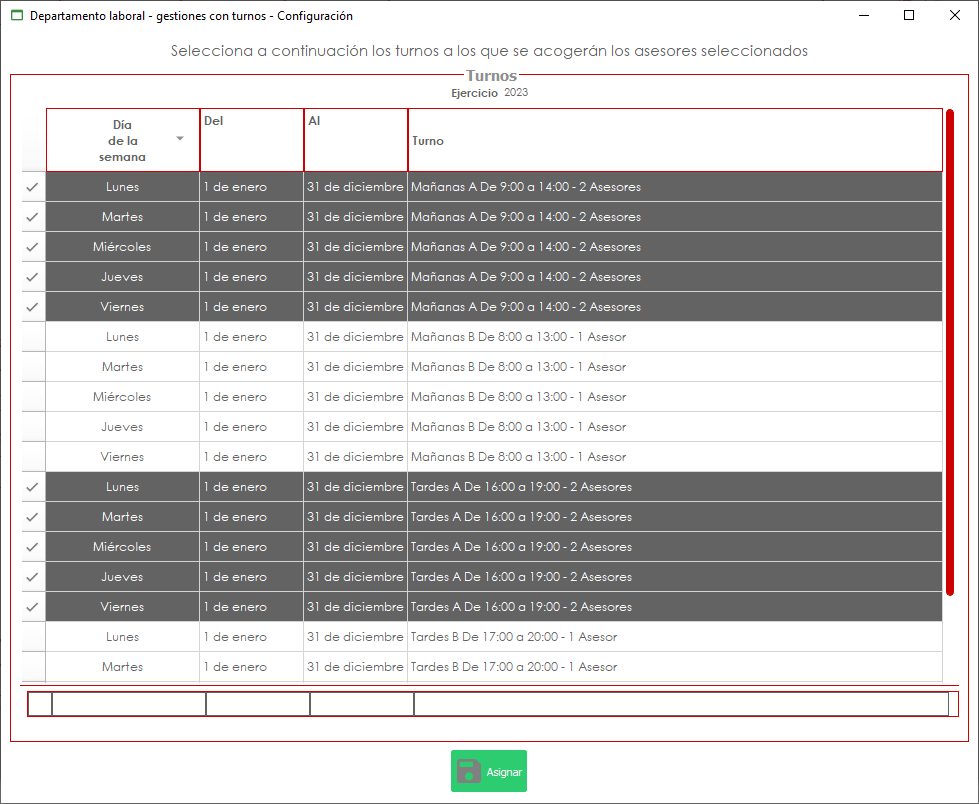 Departamento laboral - gestiones con turnos - Configuración
Selecciona a continuación los turnos a los que se acogerán los asesores seleccionados
Turnos
Ejercicio 2023
Día de la semana Del Al Turno
Lunes 1 de enero 31 de diciembre Mañanas A De 9:00 a 14:00 - 2 Asesores
Martes 1 de enero 31 de diciembre Mañanas A De 9:00 a 14:00 - 2 Asesores
Miércoles 1 de enero 31 de diciembre Mañanas A De 9:00 a 14:00 - 2 Asesores
Jueves 1 de enero 31 de diciembre Mañanas A De 9:00 a 14:00 - 2 Asesores
Viernes 1 de enero 31 de diciembre Mañanas A De 9:00 a 14:00 - 2 Asesores
Lunes 1 de enero 31 de diciembre Mañanas B De 8:00 a 13:00 - 1 Asesor
Martes 1 de enero 31 de diciembre Mañanas B De 8:00 a 13:00 - 1 Asesor
Miércoles 1 de enero 31 de diciembre Mañanas B De 8:00 a 13:00 - 1 Asesor
Jueves 1 de enero 31 de diciembre Mañanas B De 8:00 a 13:00 - 1 Asesor
Viernes 1 de enero 31 de diciembre Mañanas B De 8:00 a 13:00 - 1 Asesor
Lunes 1 de enero 31 de diciembre Tardes A De 16:00 a 19:00 - 2 Asesores
Martes 1 de enero 31 de diciembre Tardes A De 16:00 a 19:00 - 2 Asesores
Miércoles 1 de enero 31 de diciembre Tardes A De 16:00 a 19:00 - 2 Asesores
Jueves 1 de enero 31 de diciembre Tardes A De 16:00 a 19:00 - 2 Asesores
Viernes 1 de enero 31 de diciembre Tardes A De 16:00 a 19:00 - 2 Asesores
Lunes 1 de enero 31 de diciembre Tardes B De 17:00 a 20:00 - 1 Asesor
Martes 1 de enero 31 de diciembre Tardes B De 17:00 a 20:00 - 1 Asesor
Asignar